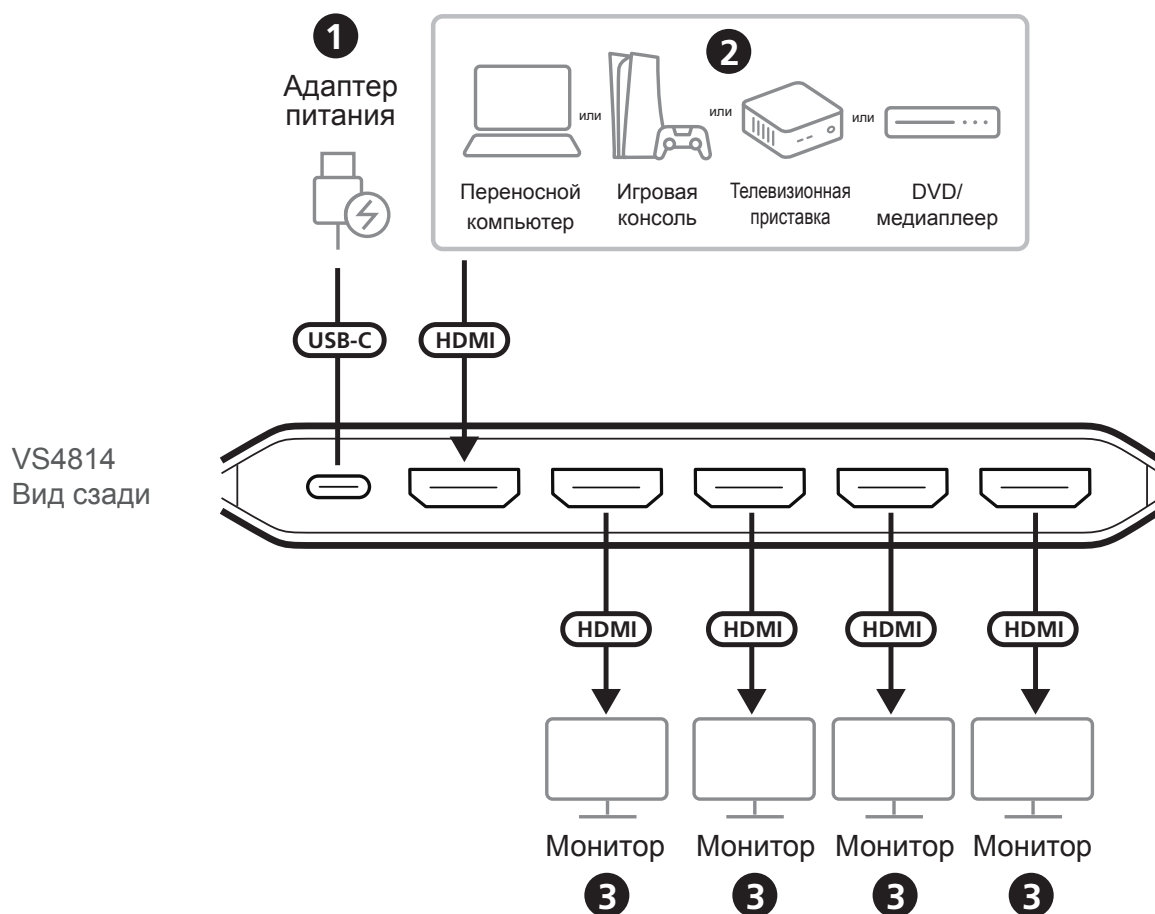 1
Адаптер
питания
2
или
или
или
Переносной
компьютер
Игровая
консоль
Телевизионная
приставка
DVD/
медиаплеер
USB-C
HDMI
VS4814
Вид сзади
HDMI
HDMI
HDMI
HDMI
Монитор
Монитор
Монитор
Монитор
3
3
3
3